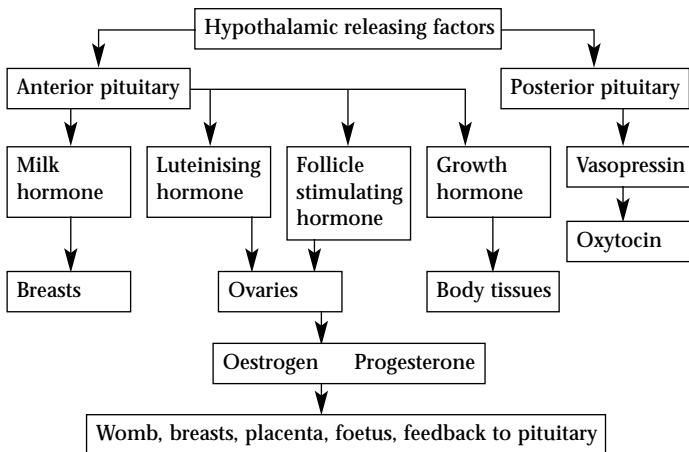 Hypothalamic releasing factors
Anterior pituitary
Posterior pituitary
Milk
hormone
Luteinising
hormone
Follicle
stimulating
hormone
Growth
hormone
Vasopressin
Oxytocin
Breasts
Ovaries
Body tissues
Oestrogen Progesterone
Womb, breasts, placenta, foetus, feedback to pituitary